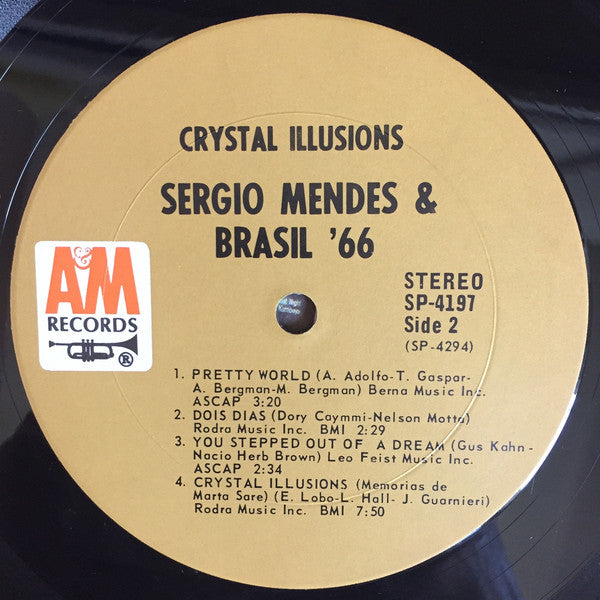 CRYSTAL ILLUSIONS
SERGIO MENDES &
BRASIL '66
A&M
RECORDS
®
STEREO
SP-4197
Side 2
(SP-4294)
1. PRETTY WORLD (A. Adolfo-T. Gaspar-
A. Bergman-M. Bergman) Berna Music Inc.
ASCAP 3:20
2. DOIS DIAS (Dory Caymmi-Nelson Motta)
Rodra Music Inc. BMI 2:29
3. YOU STEPPED OUT OF A DREAM (Gus Kahn-
Nacio Herb Brown) Leo Feist Music Inc.
ASCAP 2:34
4. CRYSTAL ILLUSIONS (Memorias de
Marta Sare) (E. Lobo-L. Hall- J. Guarnieri)
Rodra Music Inc. BMI 7:50